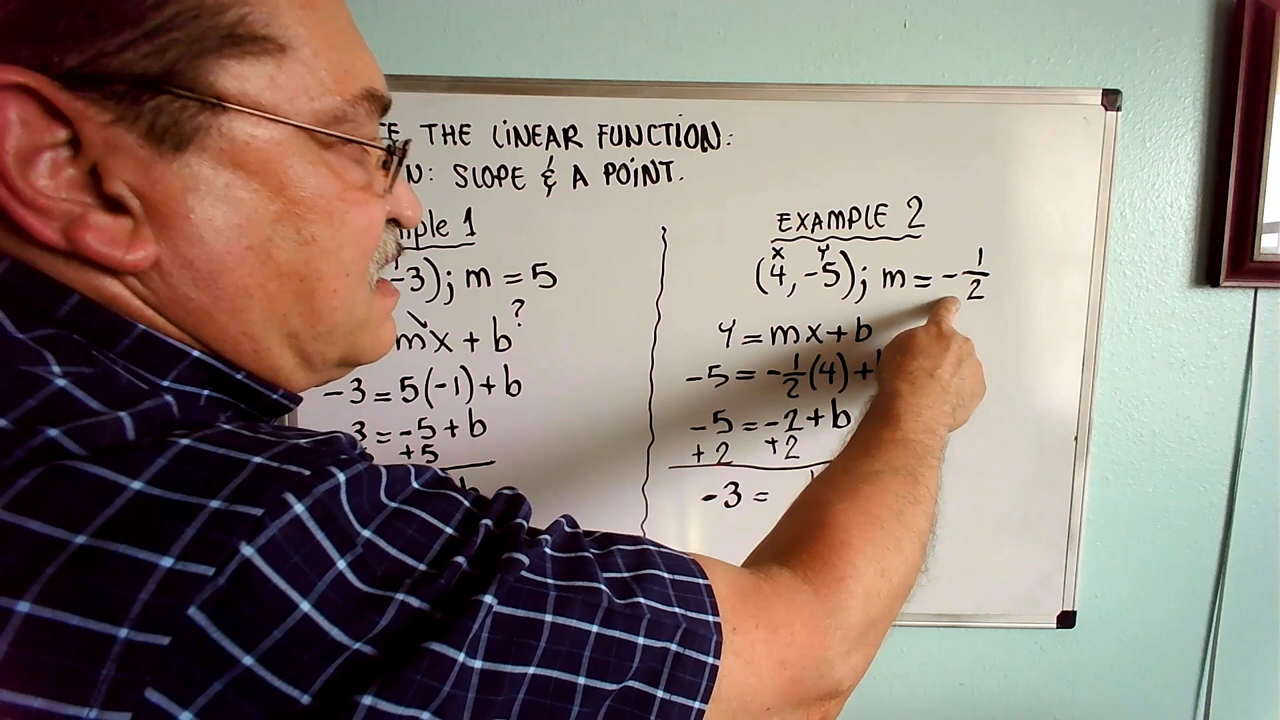 THE LINEAR FUNCTION:
N: SLOPE & A POINT.
1
-3); m = 5
?
mx + b
-3 = 5(-1) + b
3 = -5 + b
+5
EXAMPLE 2
x y
(4, -5); m = -1/2
y = mx + b
-5 = -1/2(4) +
-5 = -2 + b
+2 +2
-3 =